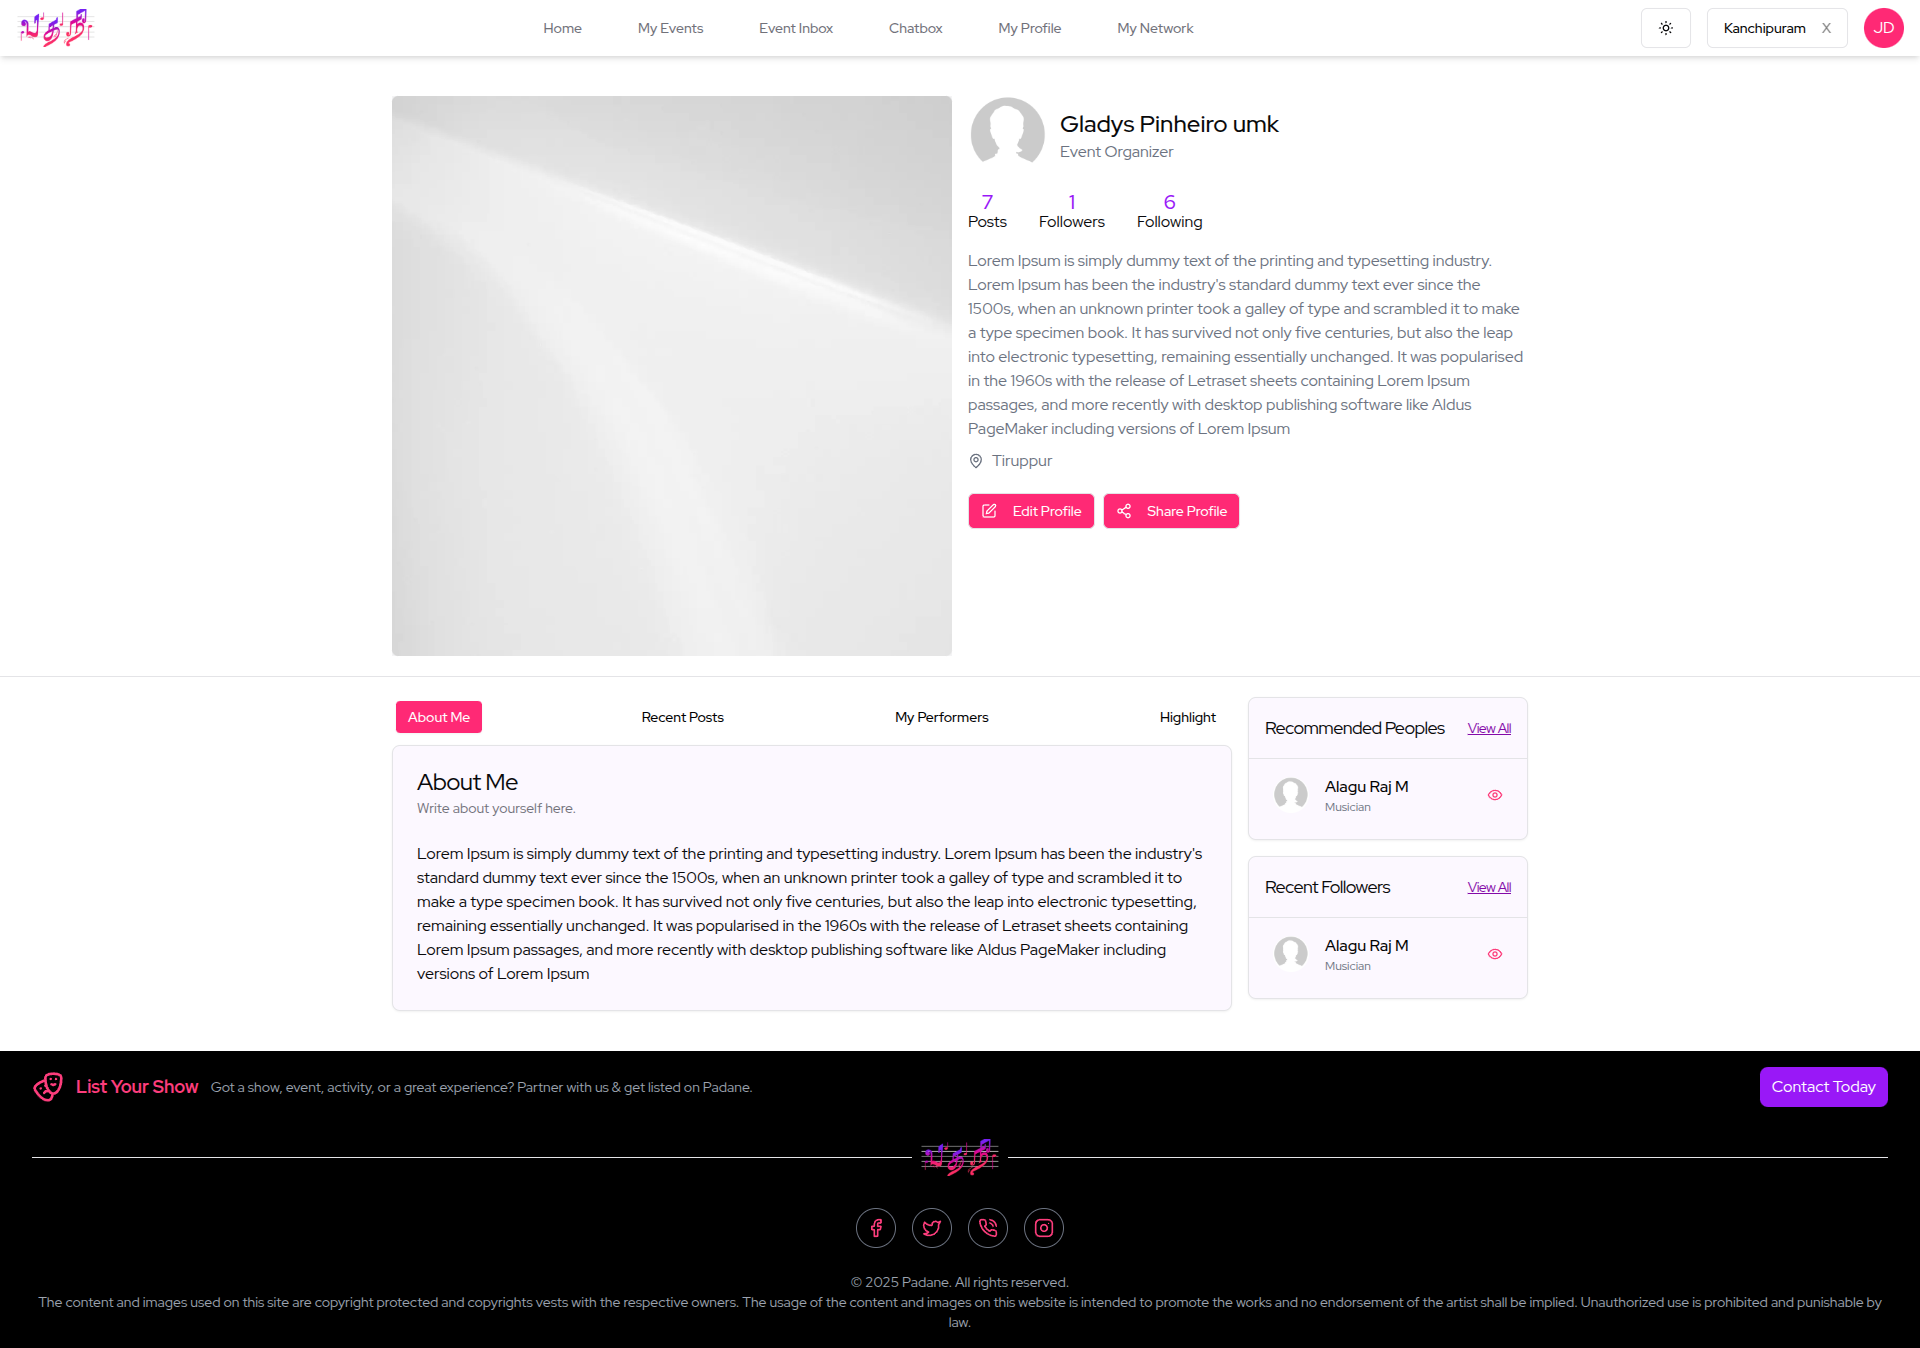 Home
My Events
Event Inbox
Chatbox
My Profile
My Network
Kanchipuram X
JD
Gladys Pinheiro umk
Event Organizer
7
Posts
1
Followers
6
Following
Lorem Ipsum is simply dummy text of the printing and typesetting industry.
Lorem Ipsum has been the industry's standard dummy text ever since the
1500s, when an unknown printer took a galley of type and scrambled it to make
a type specimen book. It has survived not only five centuries, but also the leap
into electronic typesetting, remaining essentially unchanged. It was popularised
in the 1960s with the release of Letraset sheets containing Lorem Ipsum
passages, and more recently with desktop publishing software like Aldus
PageMaker including versions of Lorem Ipsum
Tiruppur
Edit Profile
Share Profile
About Me
Recent Posts
My Performers
Highlight
About Me
Write about yourself here.
Lorem Ipsum is simply dummy text of the printing and typesetting industry. Lorem Ipsum has been the industry's
standard dummy text ever since the 1500s, when an unknown printer took a galley of type and scrambled it to
make a type specimen book. It has survived not only five centuries, but also the leap into electronic typesetting,
remaining essentially unchanged. It was popularised in the 1960s with the release of Letraset sheets containing
Lorem Ipsum passages, and more recently with desktop publishing software like Aldus PageMaker including
versions of Lorem Ipsum
Recommended Peoples
View All
Alagu Raj M
Musician
Recent Followers
View All
Alagu Raj M
Musician
List Your Show
Got a show, event, activity, or a great experience? Partner with us & get listed on Padane.
Contact Today
© 2025 Padane. All rights reserved.
The content and images used on this site are copyright protected and copyrights vests with the respective owners. The usage of the content and images on this website is intended to promote the works and no endorsement of the artist shall be implied. Unauthorized use is prohibited and punishable by
law.